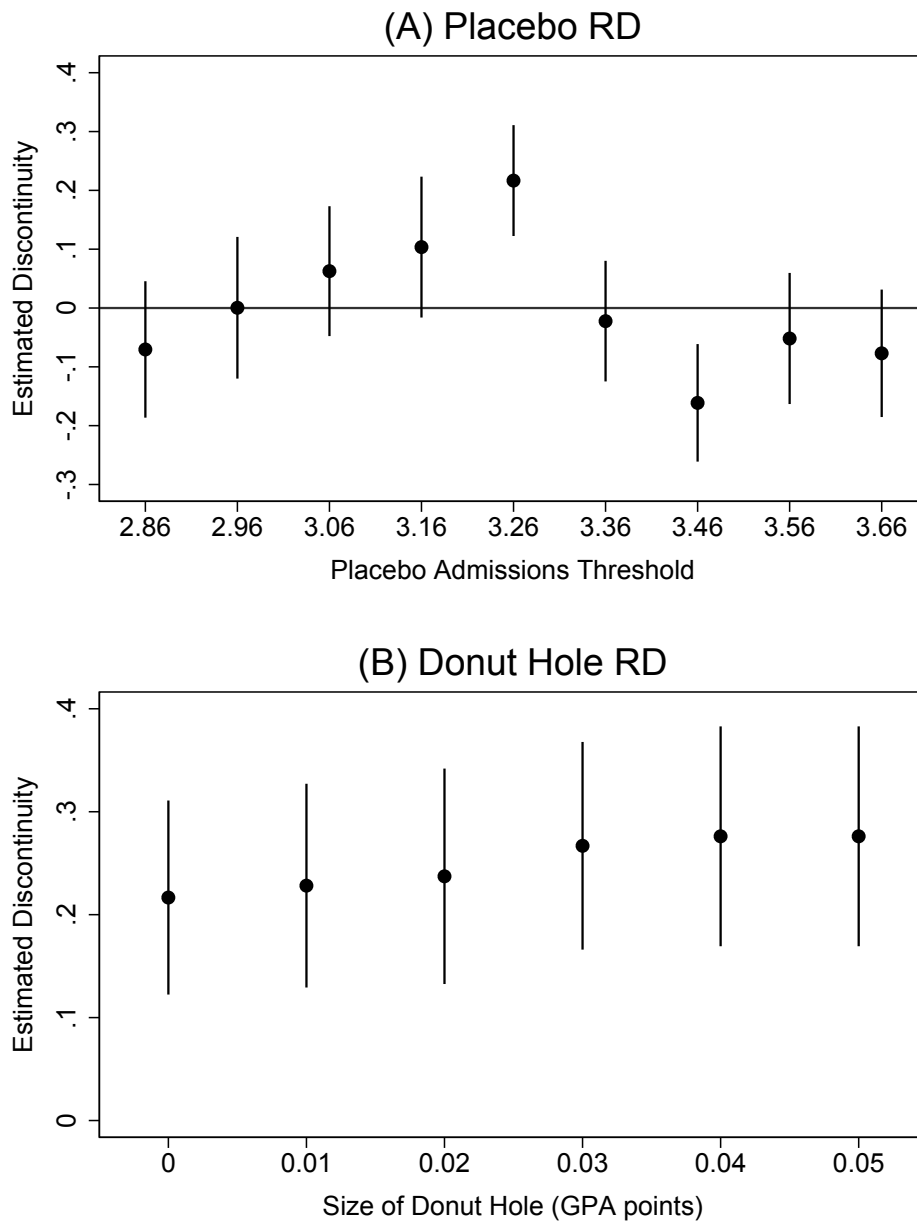 (A) Placebo RD
Estimated Discontinuity
.4
.3
.2
.1
0
-.1
-.2
-.3
2.86 2.96 3.06 3.16 3.26 3.36 3.46 3.56 3.66
Placebo Admissions Threshold
(B) Donut Hole RD
Estimated Discontinuity
.4
.3
.2
.1
0
0 0.01 0.02 0.03 0.04 0.05
Size of Donut Hole (GPA points)